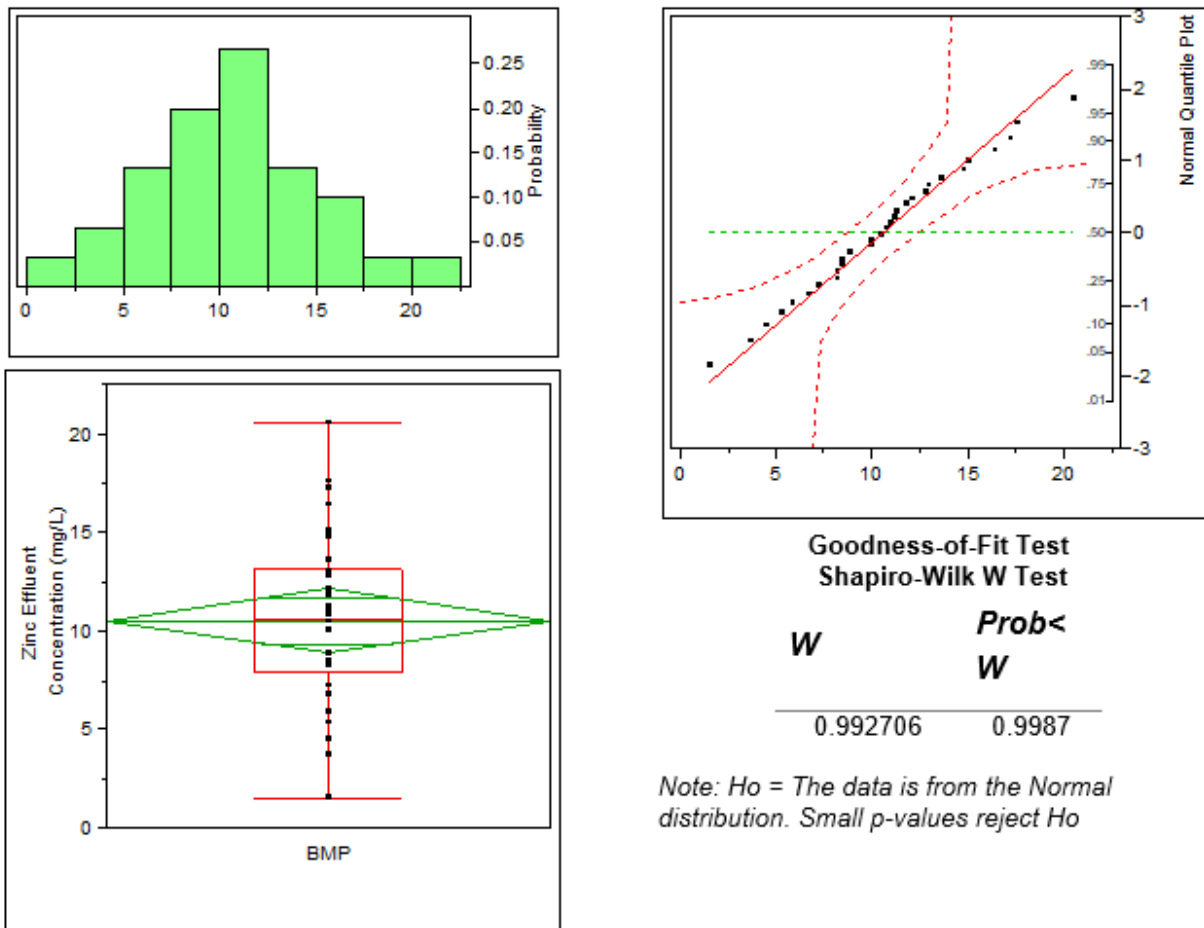 0.25
0.20
0.15
0.10
0.05
Probability
0 5 10 15 20
3
2
1
0
-1
-2
-3
.99
.95
.90
.75
.50
.25
.10
.05
.01
Normal Quantile Plot
0 5 10 15 20
20
15
10
5
0
Zinc Effluent
Concentration (mg/L)
BMP
Goodness-of-Fit Test
Shapiro-Wilk W Test
W Prob<
W
0.992706 0.9987
Note: Ho = The data is from the Normal
distribution. Small p-values reject Ho